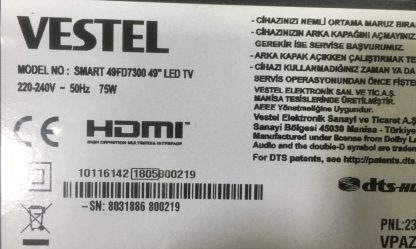 VESTEL
MODEL NO : SMART 49FD7300 49" LED TV
220-240V ~ 50Hz 75W
CE
HDMI
HIGH DEFINITION MULTIMEDIA INTERFACE
10116142 1805800219
-SN: 8031886 800219
- CİHAZINIZI NEMLİ ORTAMA MARUZ BIRA
- CİHAZINIZIN ARKA KAPAĞINI AÇMAYINIZ.
GEREKİR İSE SERVİSE BAŞVURUNUZ.
- ARKA KAPAK AÇIKKEN ÇALIŞTIRMAK TE
- CİHAZI KULLANMADIĞINIZ ZAMAN YA DA
SERVİS OPERASYONUNDAN ÖNCE FİŞTEN
VESTEL ELEKTRONİK SAN. VE TİC.A.Ş.
MANİSA TESİSLERİNDE ÜRETİLMİŞTİR.
AEEE Yönetmeliğine Uygundur.
Vestel Elektronik Sanayi ve Ticaret A.Ş
Sanayi Bölgesi 45030 Manisa - Türkiye
Manufactured under license from Dolby La
Audio and the double-D symbol are trademar
For DTS patents, see http://patents.dts.
dts-HD
PNL:23
VPAZ